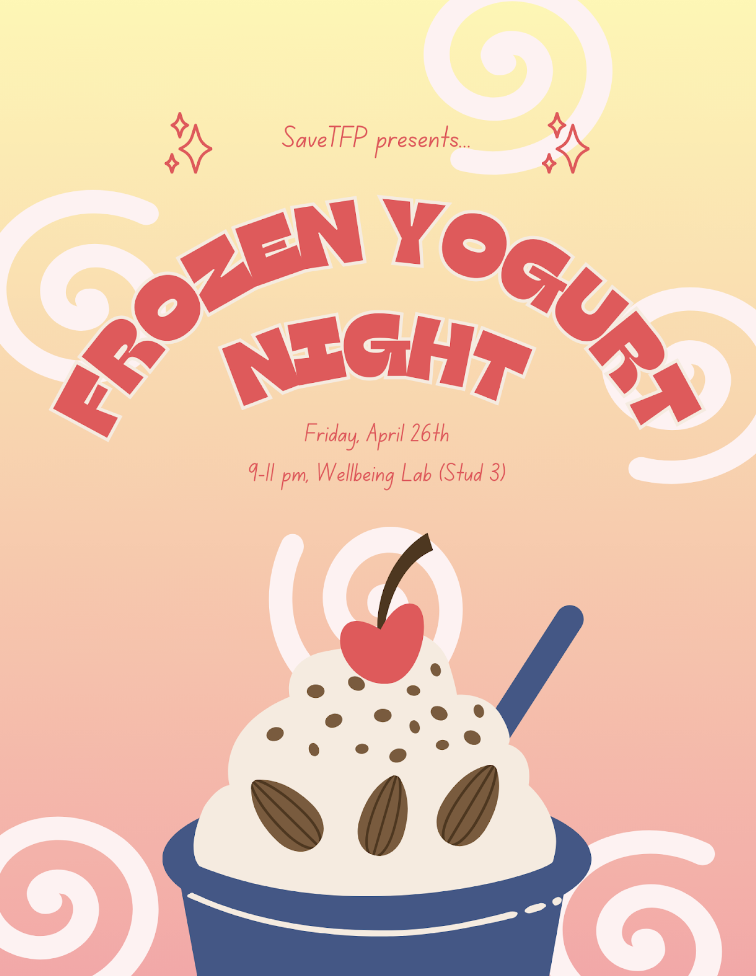 SaveTFP presents...
FROZEN YOGURT
NIGHT
Friday, April 26th
9-11 pm, Wellbeing Lab (Stud 3)